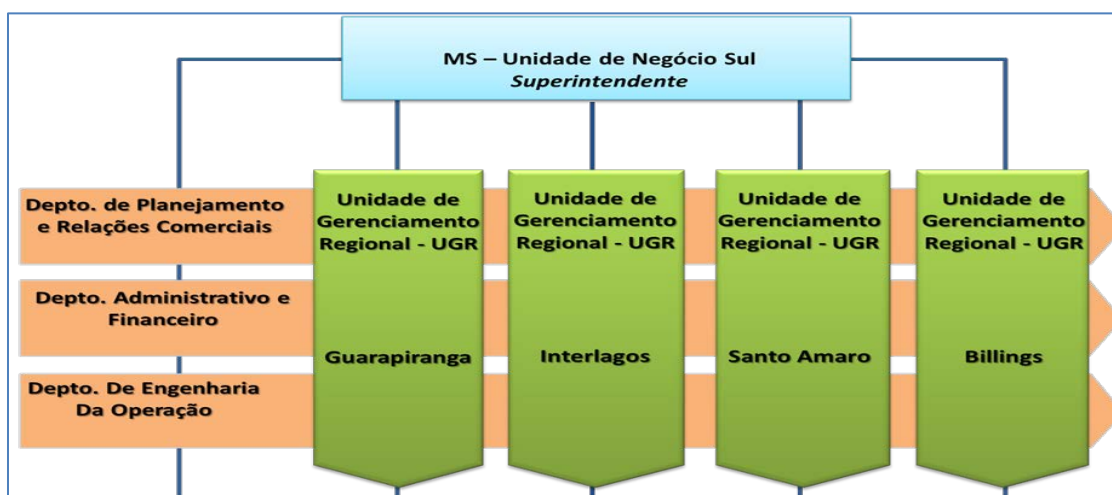 MS – Unidade de Negócio Sul
Superintendente
Depto. de Planejamento
e Relações Comerciais
Depto. Administrativo e
Financeiro
Depto. De Engenharia
Da Operação
Unidade de
Gerenciamento
Regional - UGR
Guarapiranga
Unidade de
Gerenciamento
Regional - UGR
Interlagos
Unidade de
Gerenciamento
Regional - UGR
Santo Amaro
Unidade de
Gerenciamento
Regional - UGR
Billings